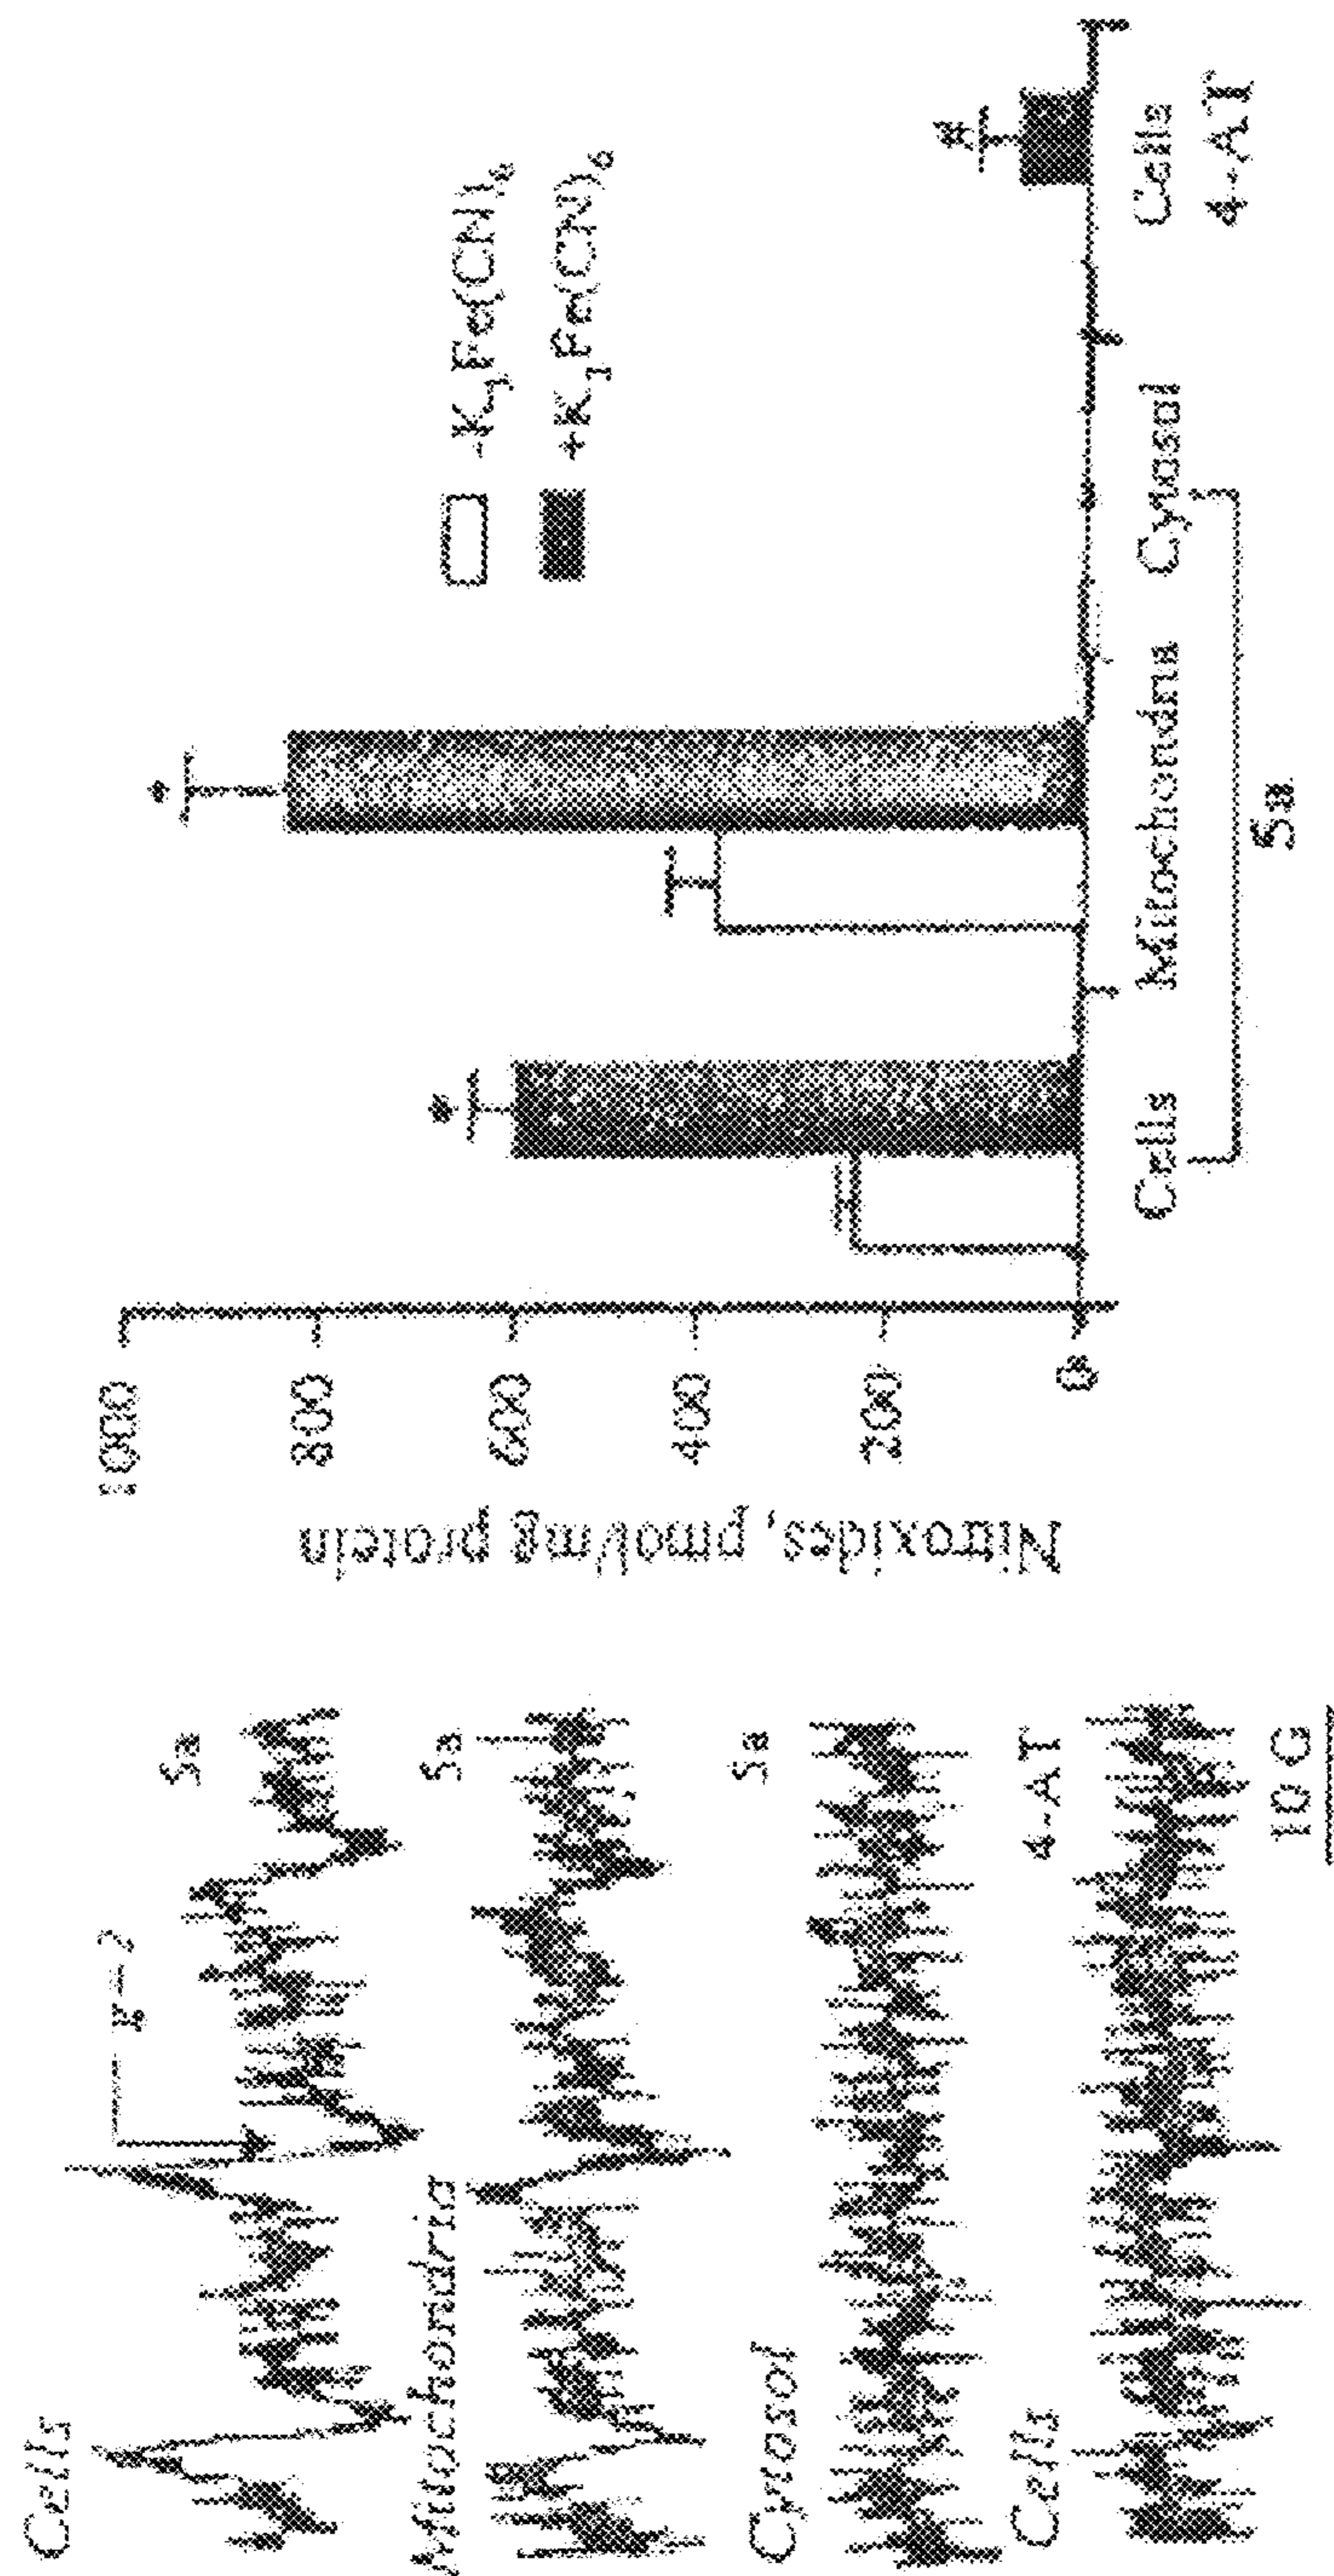 Cells
g=2
5a
Mitochondria
5a
Cytosol
5a
Cells
4-AT
10 G
Nitroxides, pmol/mg protein
1000
800
600
400
200
0
*
*
#
-K3Fe(CN)6
+K3Fe(CN)6
Cells
Mitochondria
Cytosol
Cells
4-AT
5a